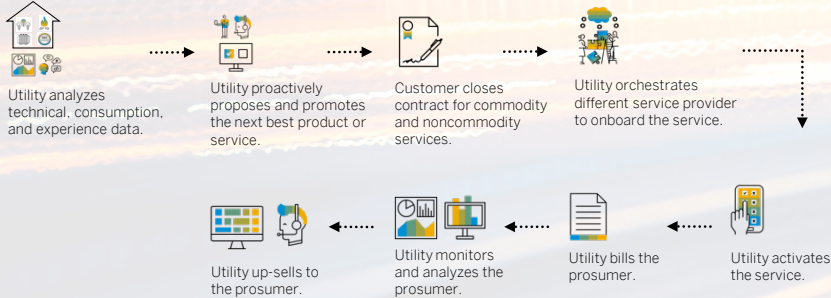 Utility analyzes
technical, consumption,
and experience data.
Utility proactively
proposes and promotes
the next best product or
service.
Customer closes
contract for commodity
and noncommodity
services.
Utility orchestrates
different service provider
to onboard the service.
Utility activates
the service.
Utility bills the
prosumer.
Utility monitors
and analyzes the
prosumer.
Utility up-sells to
the prosumer.